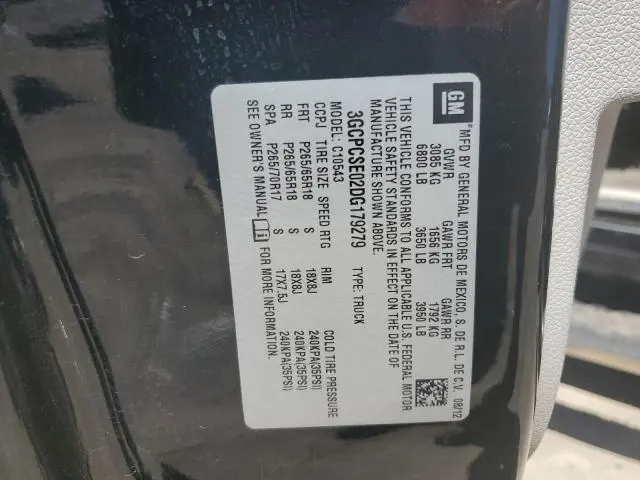 GM
MFD BY GENERAL MOTORS DE MEXICO, S. DE R.L. DE C.V. 08/12
GVWR GAWR FRT GAWR RR
3085 KG 1656 KG 1792 KG
6800 LB 3650 LB 3950 LB
THIS VEHICLE CONFORMS TO ALL APPLICABLE U.S. FEDERAL MOTOR
VEHICLE SAFETY STANDARDS IN EFFECT ON THE DATE OF
MANUFACTURE SHOWN ABOVE.
3GCPCSE02DG179279 TYPE: TRUCK
MODEL: C10543
CCPJ TIRE SIZE SPEED RTG RIM COLD TIRE PRESSURE
FRT P265/65R18 S 18X8J 240KPA(35PSI)
RR P265/65R18 S 18X8J 240KPA(35PSI)
SPA P265/70R17 S 17X7.5J 240KPA(35PSI)
SEE OWNER'S MANUAL FOR MORE INFORMATION.